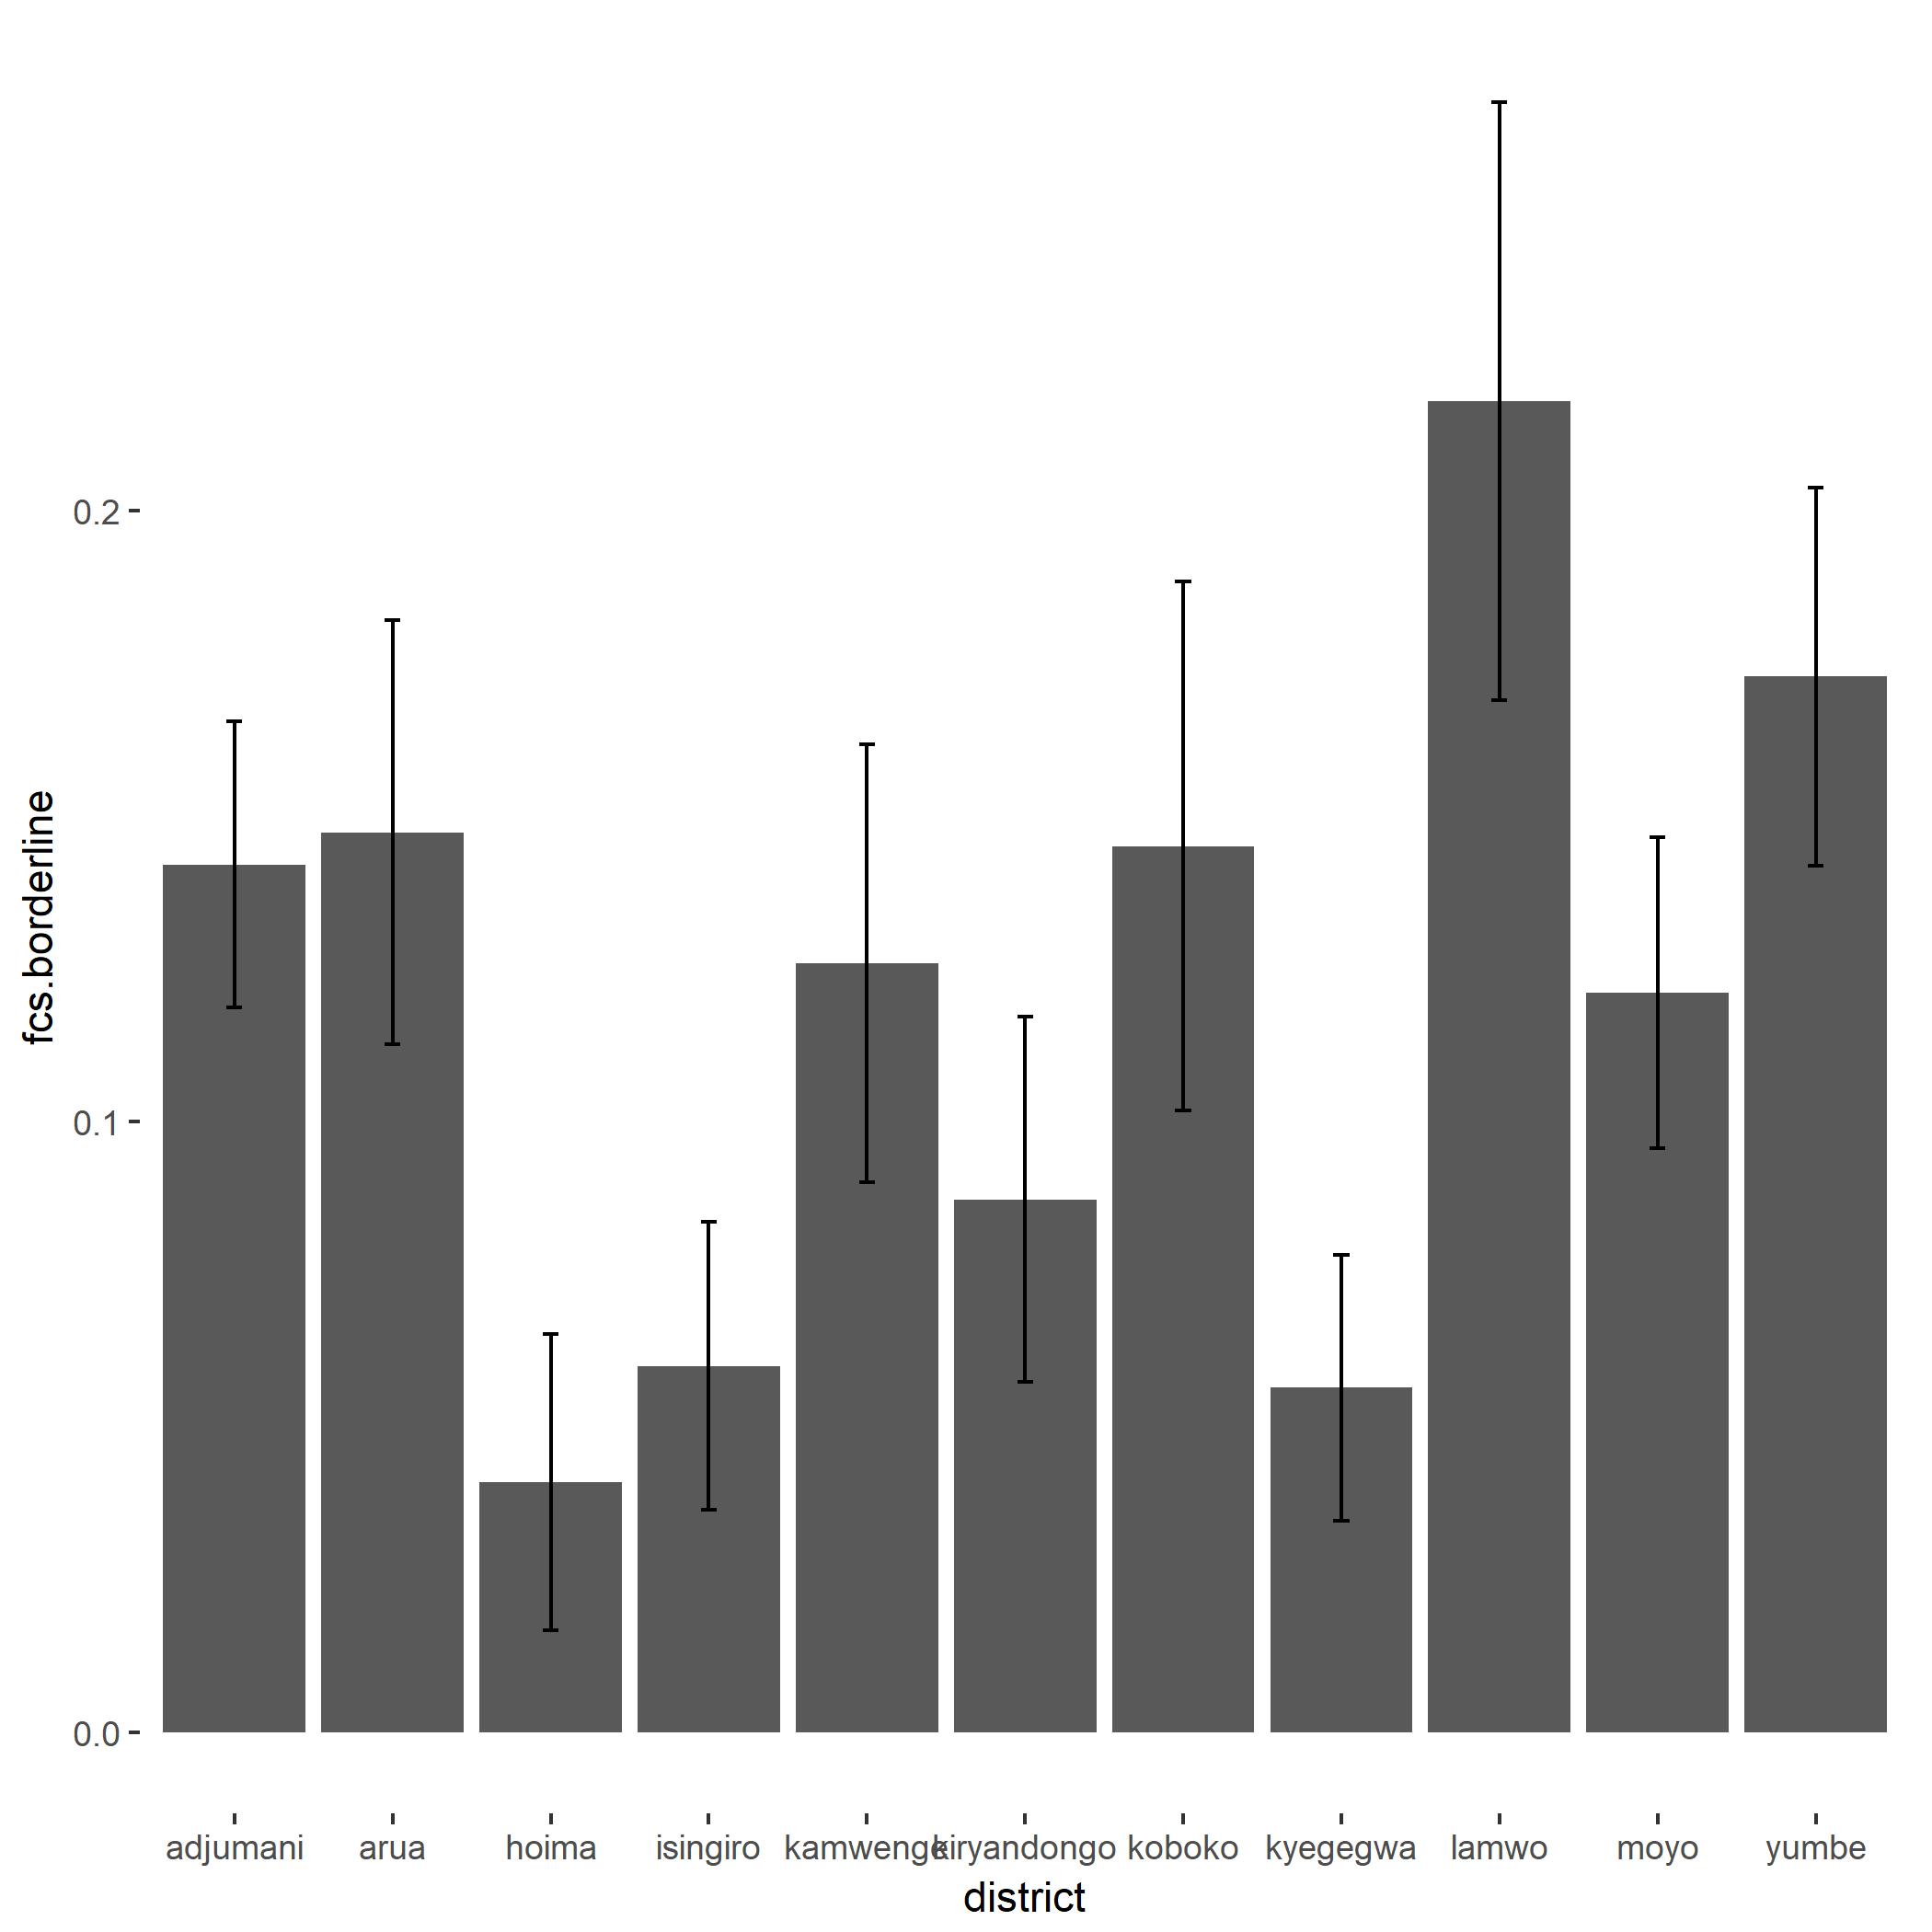 fcs.borderline
0.2
0.1
0.0
adjumani arua hoima isingiro kamwenge kiryandongo koboko kyegegwa lamwo moyo yumbe
district